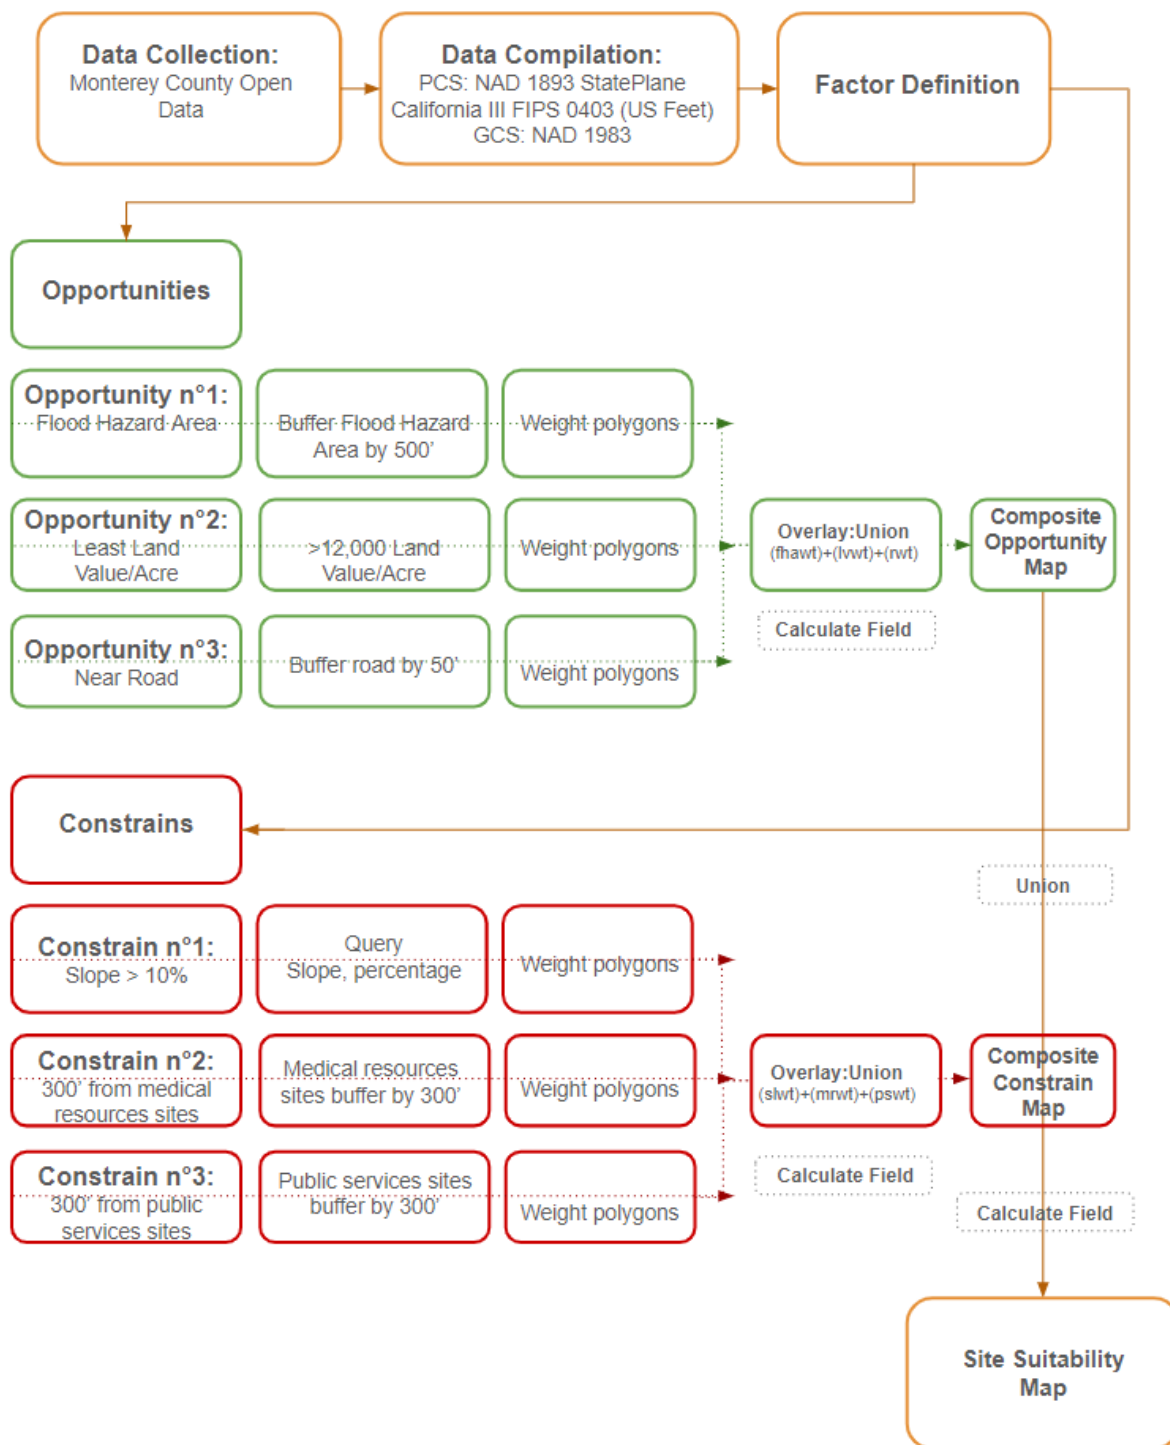 Data Collection:
Monterey County Open
Data
Data Compilation:
PCS: NAD 1893 StatePlane
California III FIPS 0403 (US Feet)
GCS: NAD 1983
Factor Definition
Opportunities
Opportunity n°1:
Flood Hazard Area
Buffer Flood Hazard
Area by 500'
Weight polygons
Opportunity n°2:
Least Land
Value/Acre
>12,000 Land
Value/Acre
Weight polygons
Overlay:Union
(fhawt)+(lvwt)+(rwt)
Composite
Opportunity
Map
Calculate Field
Opportunity n°3:
Near Road
Buffer road by 50'
Weight polygons
Constrains
Union
Constrain n°1:
Slope > 10%
Query
Slope, percentage
Weight polygons
Constrain n°2:
300' from medical
resources sites
Medical resources
sites buffer by 300'
Weight polygons
Overlay:Union
(slwt)+(mrwt)+(pswt)
Composite
Constrain
Map
Calculate Field
Constrain n°3:
300' from public
services sites
Public services sites
buffer by 300'
Weight polygons
Calculate Field
Site Suitability
Map